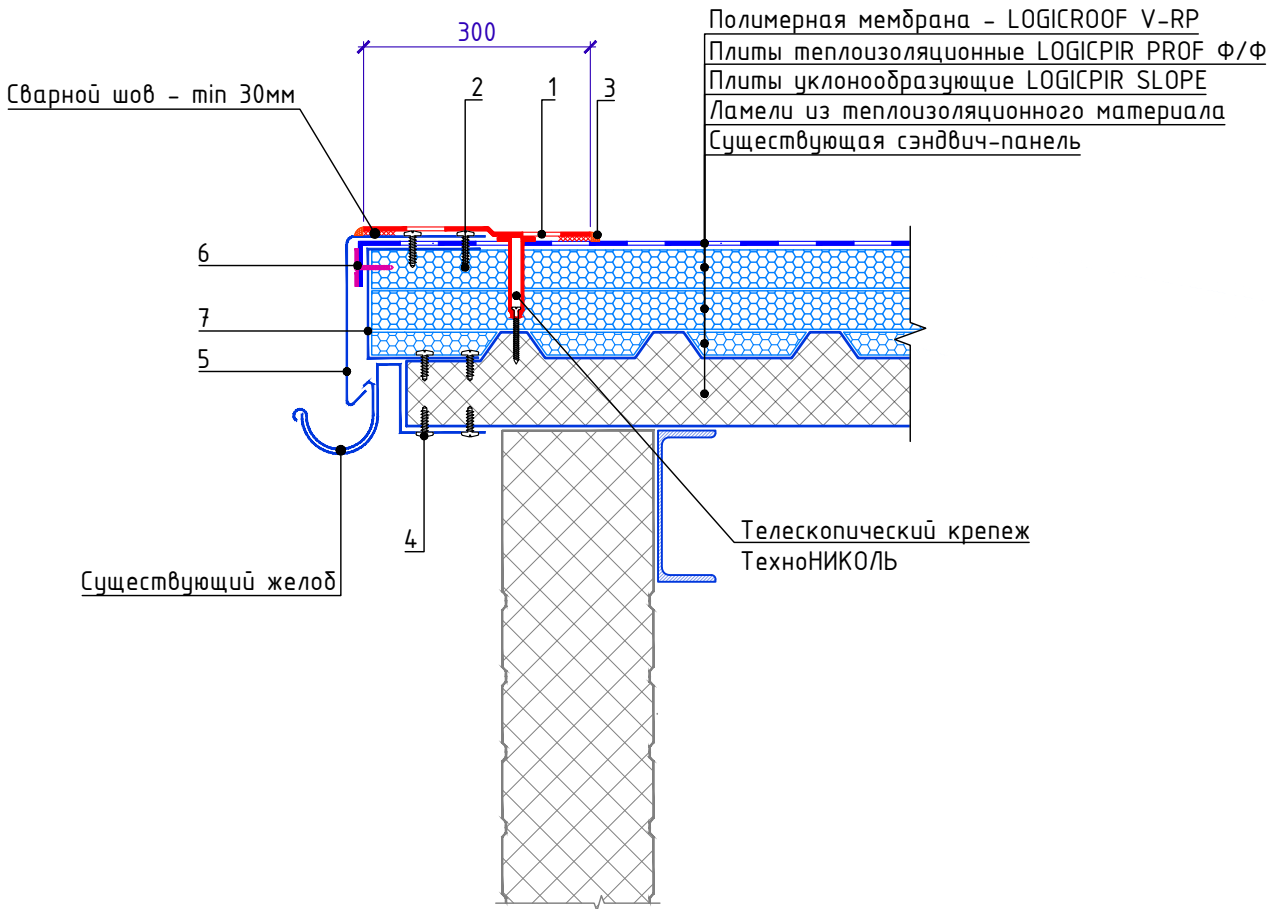 Полимерная мембрана - LOGICROOF V-RP
Плиты теплоизоляционные LOGICPIR PROF Ф/Ф
Плиты уклонообразующие LOGICPIR SLOPE
Ламели из теплоизоляционного материала
Существующая сэндвич-панель
300
Сварной шов - min 30мм
2
1
3
6
7
5
4
Телескопический крепеж
ТехноНИКОЛЬ
Существующий желоб